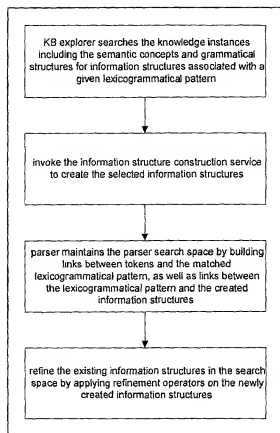 KB explorer searches the knowledge instances
including the semantic concepts and grammatical
structures for information structures associated with a
given lexicogrammatical pattern
invoke the information structure construction service
to create the selected information structures
parser maintains the parser search space by building
links between tokens and the matched
lexicogrammatical pattern, as well as links between
the lexicogrammatical pattern and the created
information structures
refine the existing information structures in the search
space by applying refinement operators on the newly
created information structures